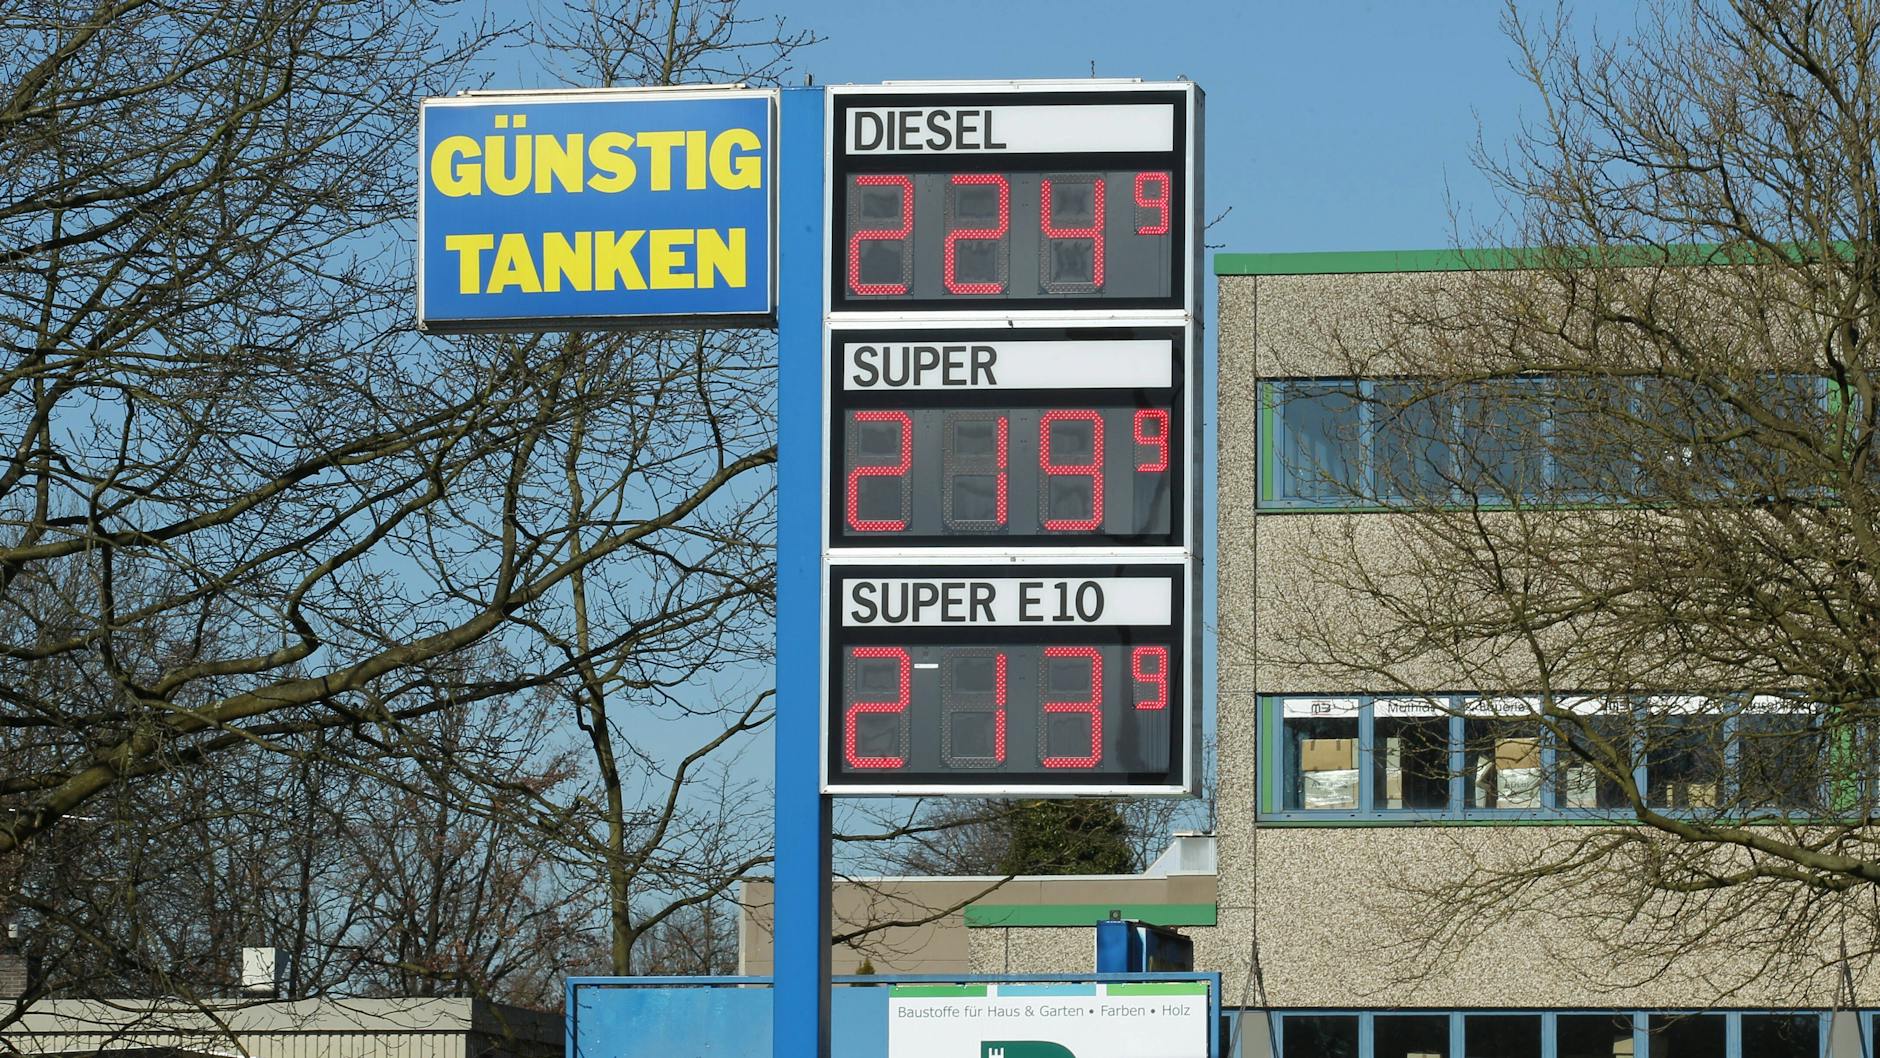 GÜNSTIG
TANKEN
DIESEL
224⁹
SUPER
219⁹
SUPER E10
213⁹
Baustoffe für Haus & Garten • Farben • Holz